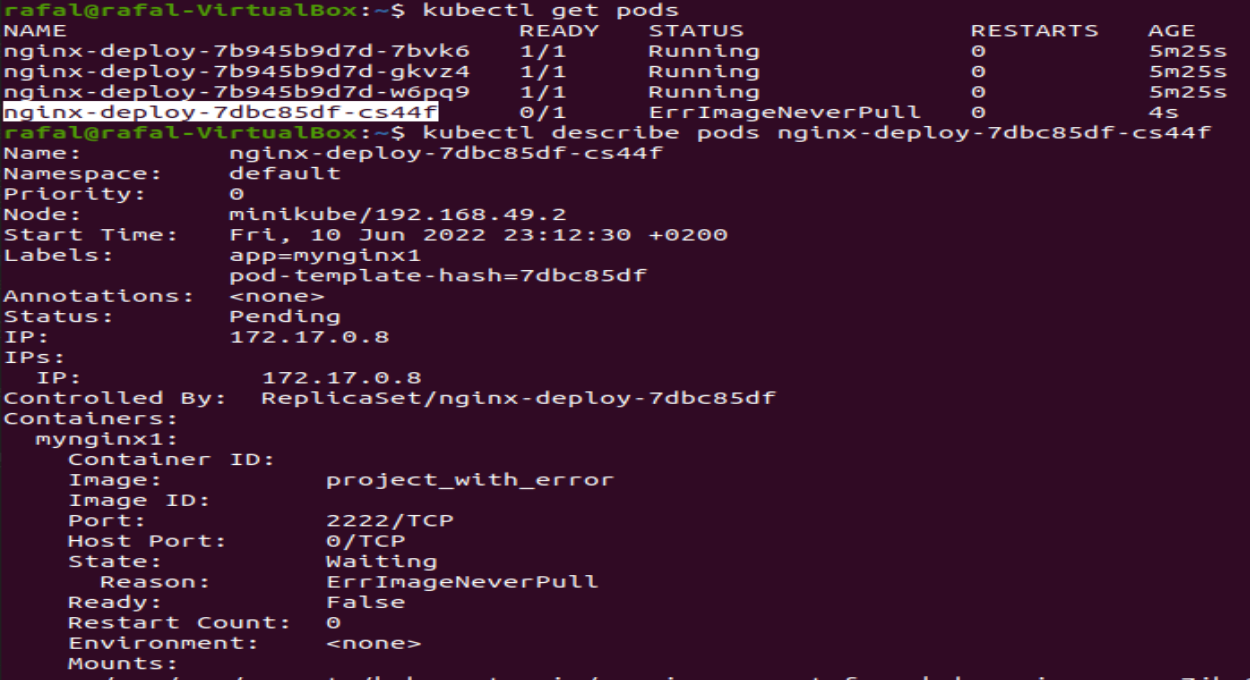 rafal@rafal-VirtualBox:~$ kubectl get pods
NAME READY STATUS RESTARTS AGE
nginx-deploy-7b945b9d7d-7bvk6 1/1 Running 0 5m25s
nginx-deploy-7b945b9d7d-gkvz4 1/1 Running 0 5m25s
nginx-deploy-7b945b9d7d-w6pq9 1/1 Running 0 5m25s
nginx-deploy-7dbc85df-cs44f 0/1 ErrImageNeverPull 0 4s
rafal@rafal-VirtualBox:~$ kubectl describe pods nginx-deploy-7dbc85df-cs44f
Name: nginx-deploy-7dbc85df-cs44f
Namespace: default
Priority: 0
Node: minikube/192.168.49.2
Start Time: Fri, 10 Jun 2022 23:12:30 +0200
Labels: app=mynginx1
pod-template-hash=7dbc85df
Annotations: <none>
Status: Pending
IP: 172.17.0.8
IPs:
IP: 172.17.0.8
Controlled By: ReplicaSet/nginx-deploy-7dbc85df
Containers:
mynginx1:
Container ID:
Image: project_with_error
Image ID:
Port: 2222/TCP
Host Port: 0/TCP
State: Waiting
Reason: ErrImageNeverPull
Ready: False
Restart Count: 0
Environment: <none>
Mounts: